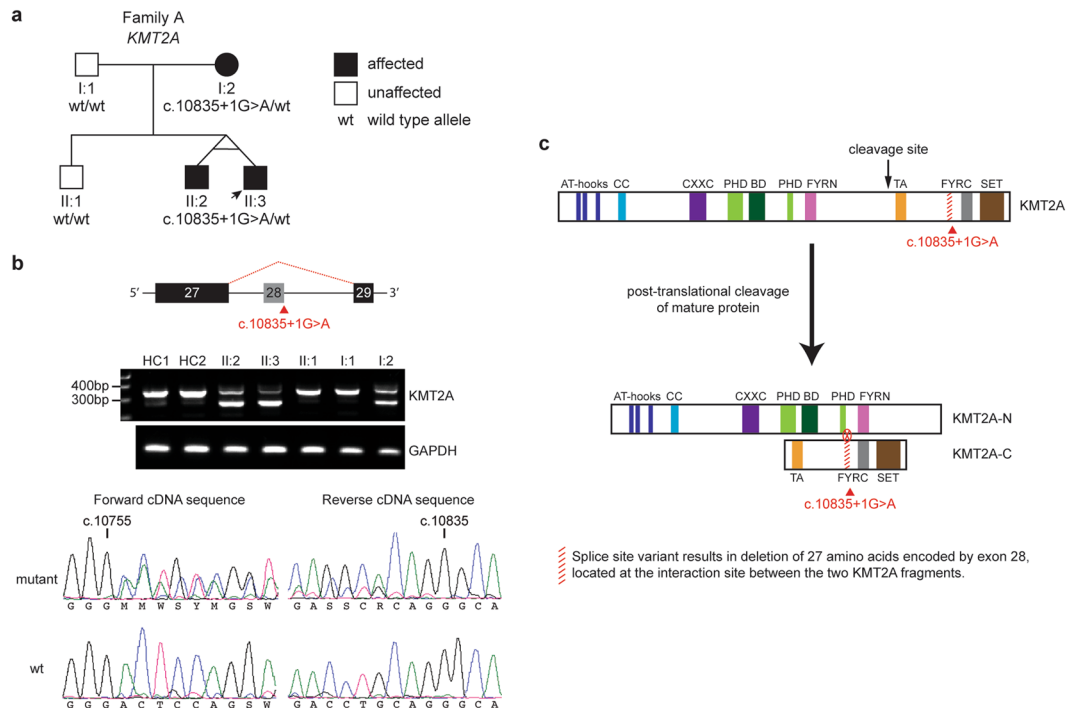 a
Family A
KMT2A
I:1
wt/wt
I:2
c.10835+1G>A/wt
affected
unaffected
wt wild type allele
II:1
wt/wt
II:2 II:3
c.10835+1G>A/wt
b
5' 27 28 29 3'
c.10835+1G>A
HC1 HC2 II:2 II:3 II:1 I:1 I:2
400bp
300bp
KMT2A
GAPDH
Forward cDNA sequence
c.10755
Reverse cDNA sequence
c.10835
mutant
G G G M M W S Y M G S W
G A S S C R C A G G G C A
wt
G G G A C T C C A G S W
G A C C T G C A G G G C A
c
cleavage site
AT-hooks CC CXXC PHD BD PHD FYRN TA FYRC SET
KMT2A
c.10835+1G>A
post-translational cleavage
of mature protein
AT-hooks CC CXXC PHD BD PHD FYRN
KMT2A-N
KMT2A-C
TA FYRC SET
c.10835+1G>A
Splice site variant results in deletion of 27 amino acids encoded by exon 28,
located at the interaction site between the two KMT2A fragments.